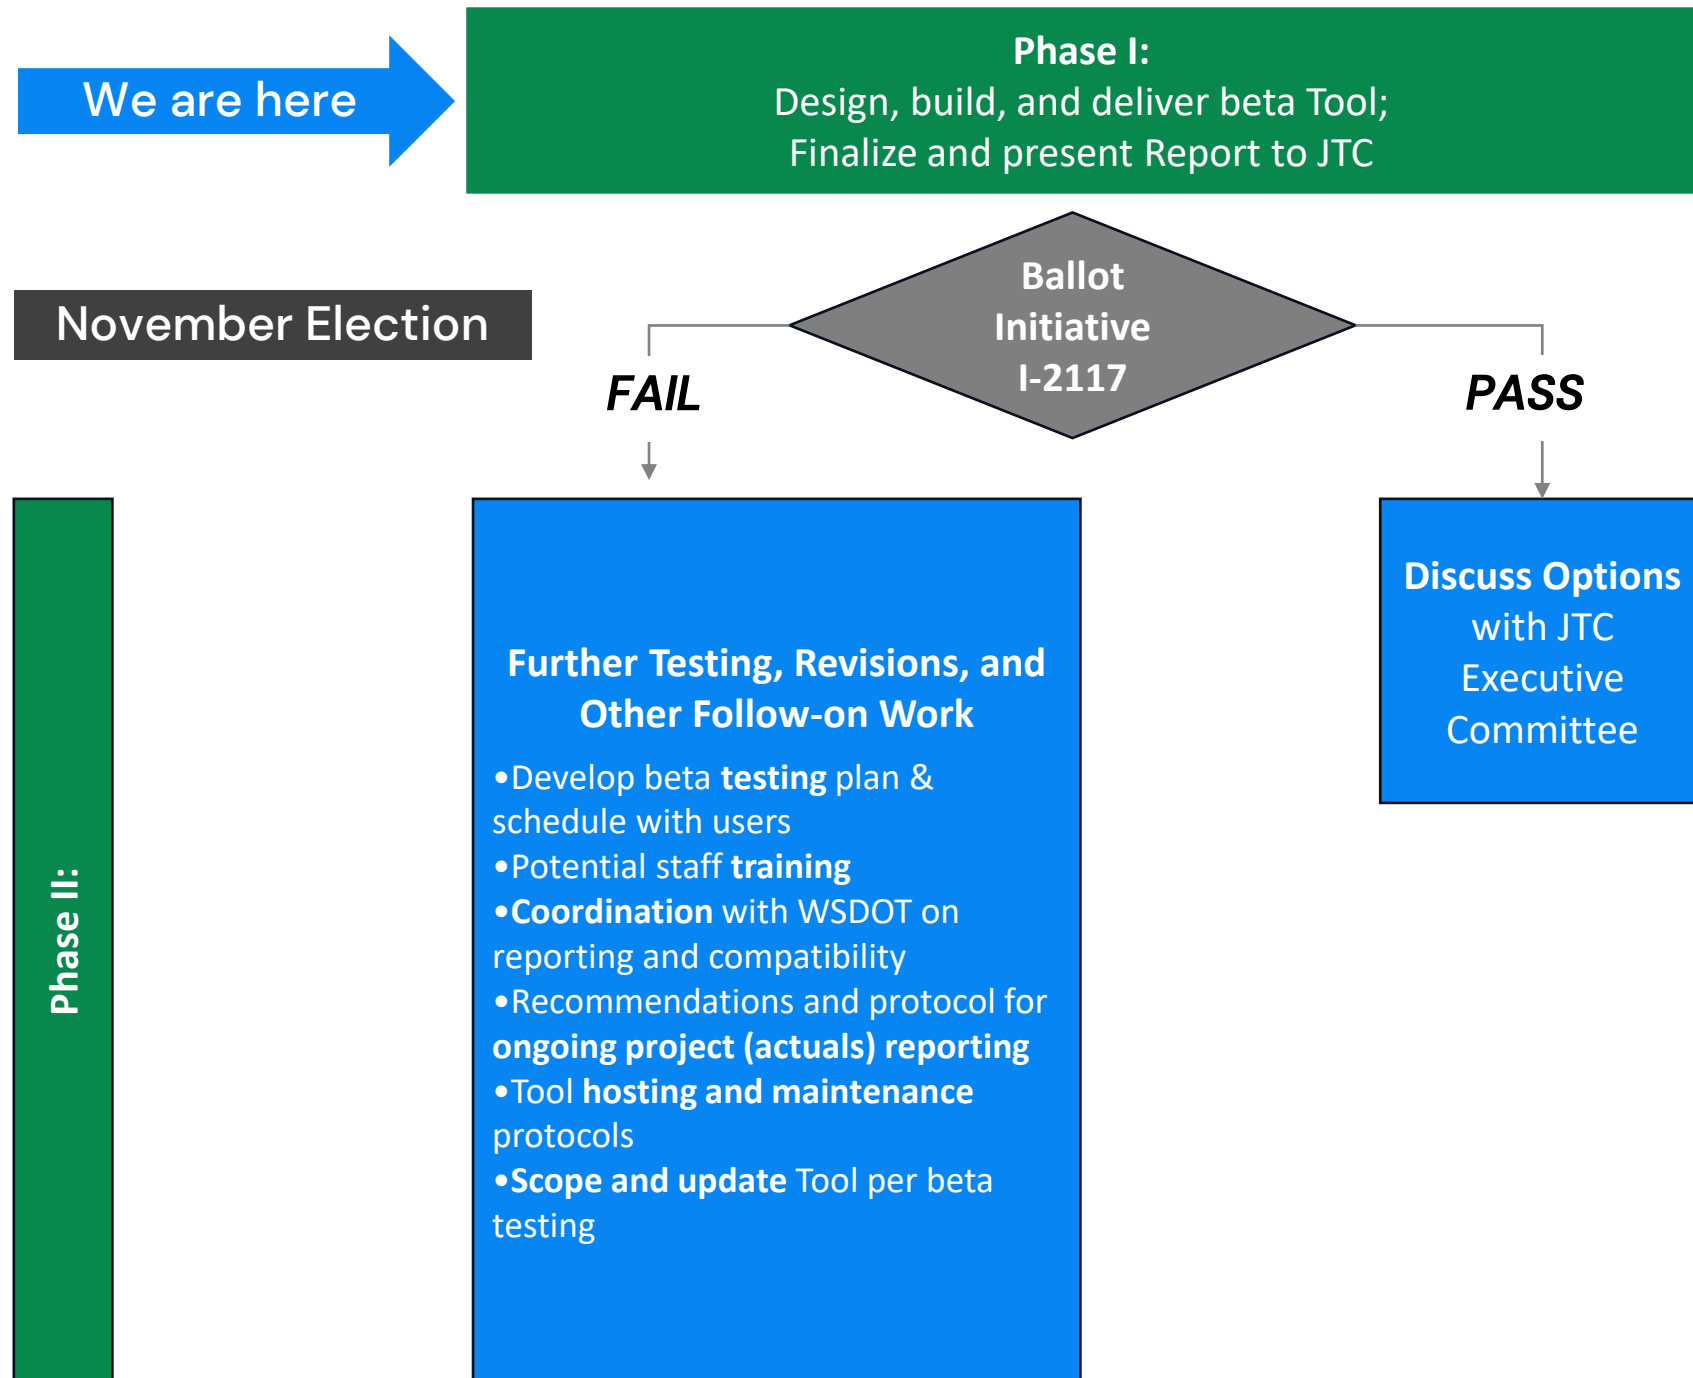 We are here
Phase I:
Design, build, and deliver beta Tool;
Finalize and present Report to JTC
November Election
Ballot
Initiative
I-2117
FAIL
PASS
Phase II:
Further Testing, Revisions, and
Other Follow-on Work
•Develop beta testing plan &
schedule with users
•Potential staff training
•Coordination with WSDOT on
reporting and compatibility
•Recommendations and protocol for
ongoing project (actuals) reporting
•Tool hosting and maintenance
protocols
•Scope and update Tool per beta
testing
Discuss Options
with JTC
Executive
Committee